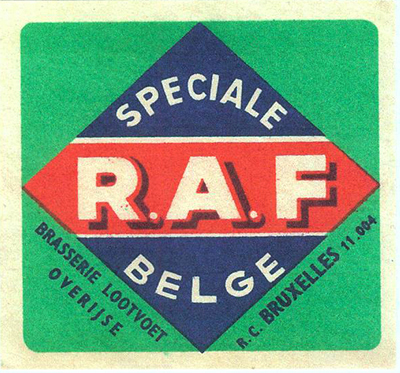 SPECIALE
R.A.F
BELGE
BRASSERIE LOOTVOET
OVERIJSE
R.C. BRUXELLES 11.004